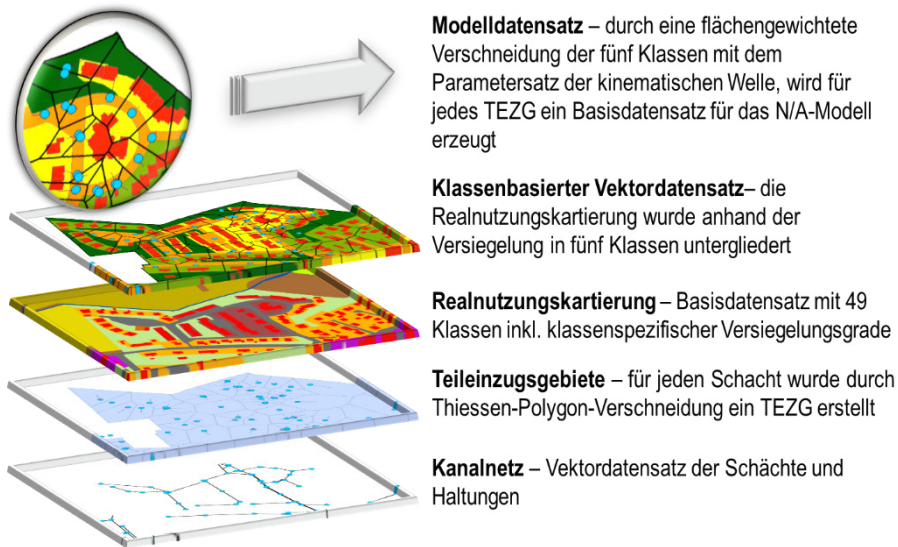 Modelldatensatz – durch eine flächengewichtete
Verschneidung der fünf Klassen mit dem
Parametersatz der kinematischen Welle, wird für
jedes TEZG ein Basisdatensatz für das N/A-Modell
erzeugt
Klassenbasierter Vektordatensatz– die
Realnutzungskartierung wurde anhand der
Versiegelung in fünf Klassen untergliedert
Realnutzungskartierung – Basisdatensatz mit 49
Klassen inkl. klassenspezifischer Versiegelungsgrade
Teileinzugsgebiete – für jeden Schacht wurde durch
Thiessen-Polygon-Verschneidung ein TEZG erstellt
Kanalnetz – Vektordatensatz der Schächte und
Haltungen